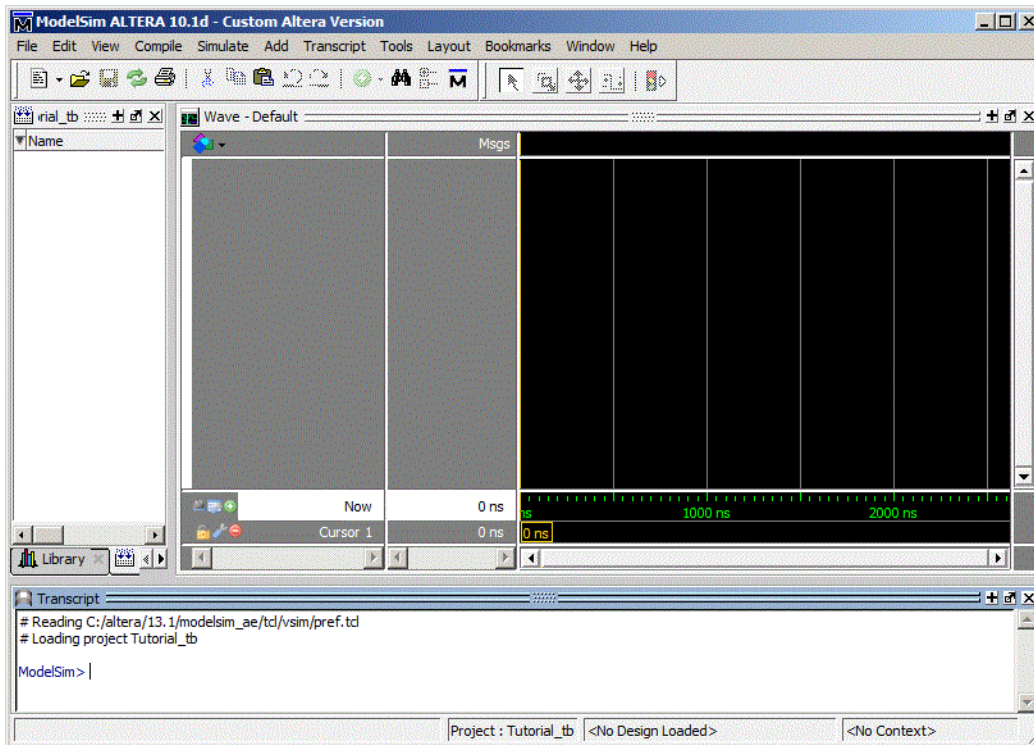 ModelSim ALTERA 10.1d - Custom Altera Version
File Edit View Compile Simulate Add Transcript Tools Layout Bookmarks Window Help
rial_tb
Wave - Default
Name
Msgs
Now
0 ns
ns
1000 ns
2000 ns
Cursor 1
0 ns
0 ns
Library
Transcript
# Reading C:/altera/13.1/modelsim_ae/tcl/vsim/pref.tcl
# Loading project Tutorial_tb
ModelSim>
Project : Tutorial_tb
<No Design Loaded>
<No Context>